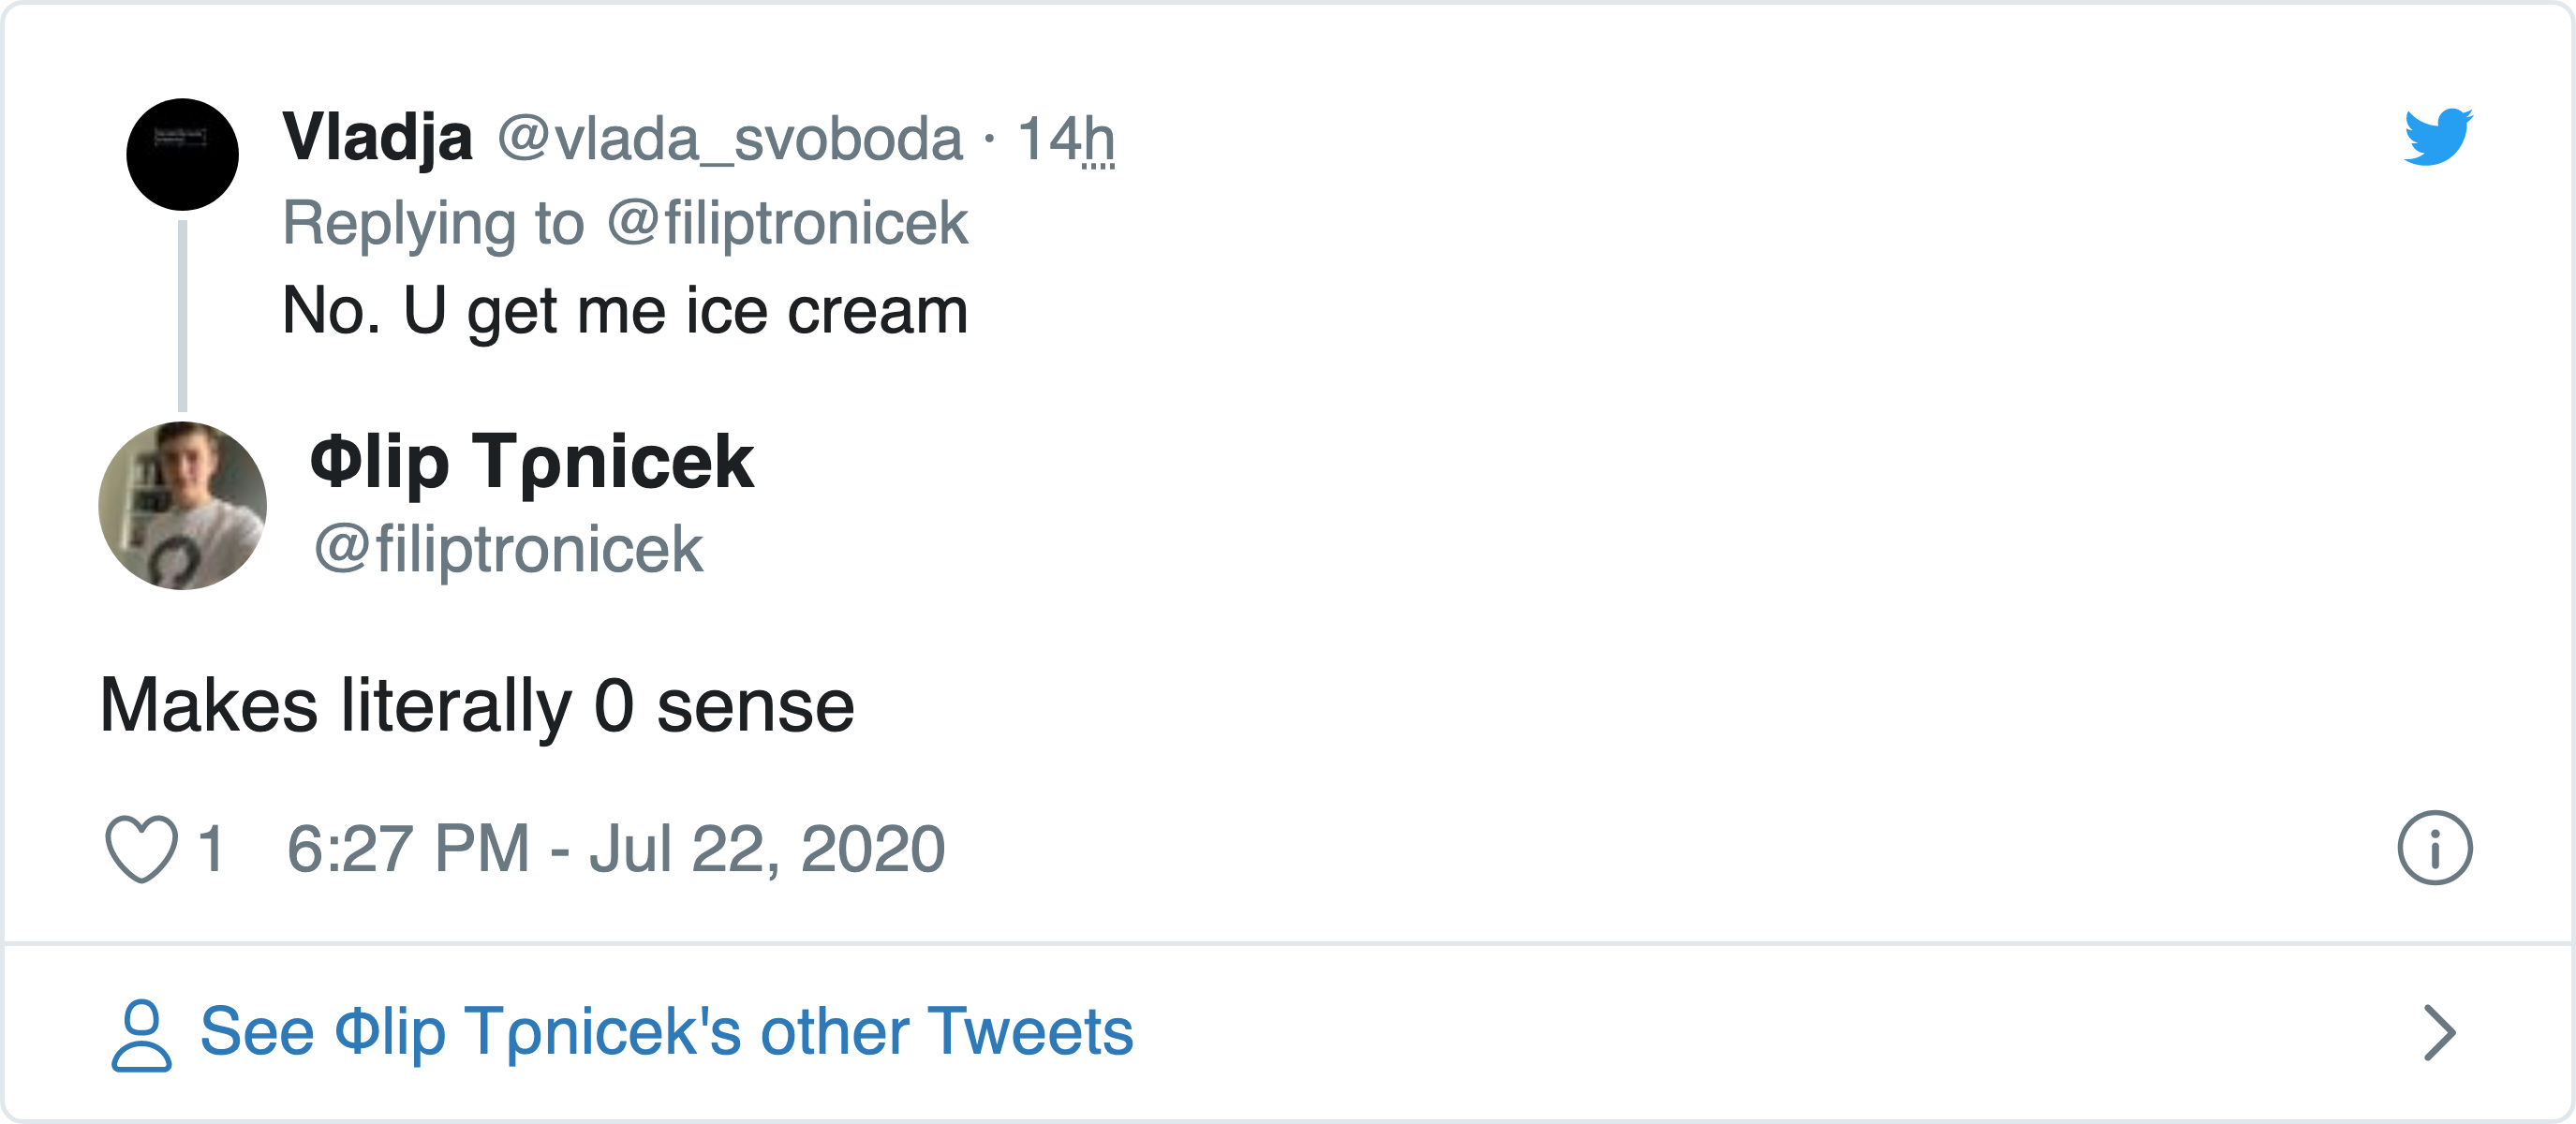 Vladja @vlada_svoboda · 14h
Replying to @filiptronicek
No. U get me ice cream
Φlip Tρnicek
@filiptronicek
Makes literally 0 sense
1 6:27 PM - Jul 22, 2020
See Φlip Tρnicek's other Tweets